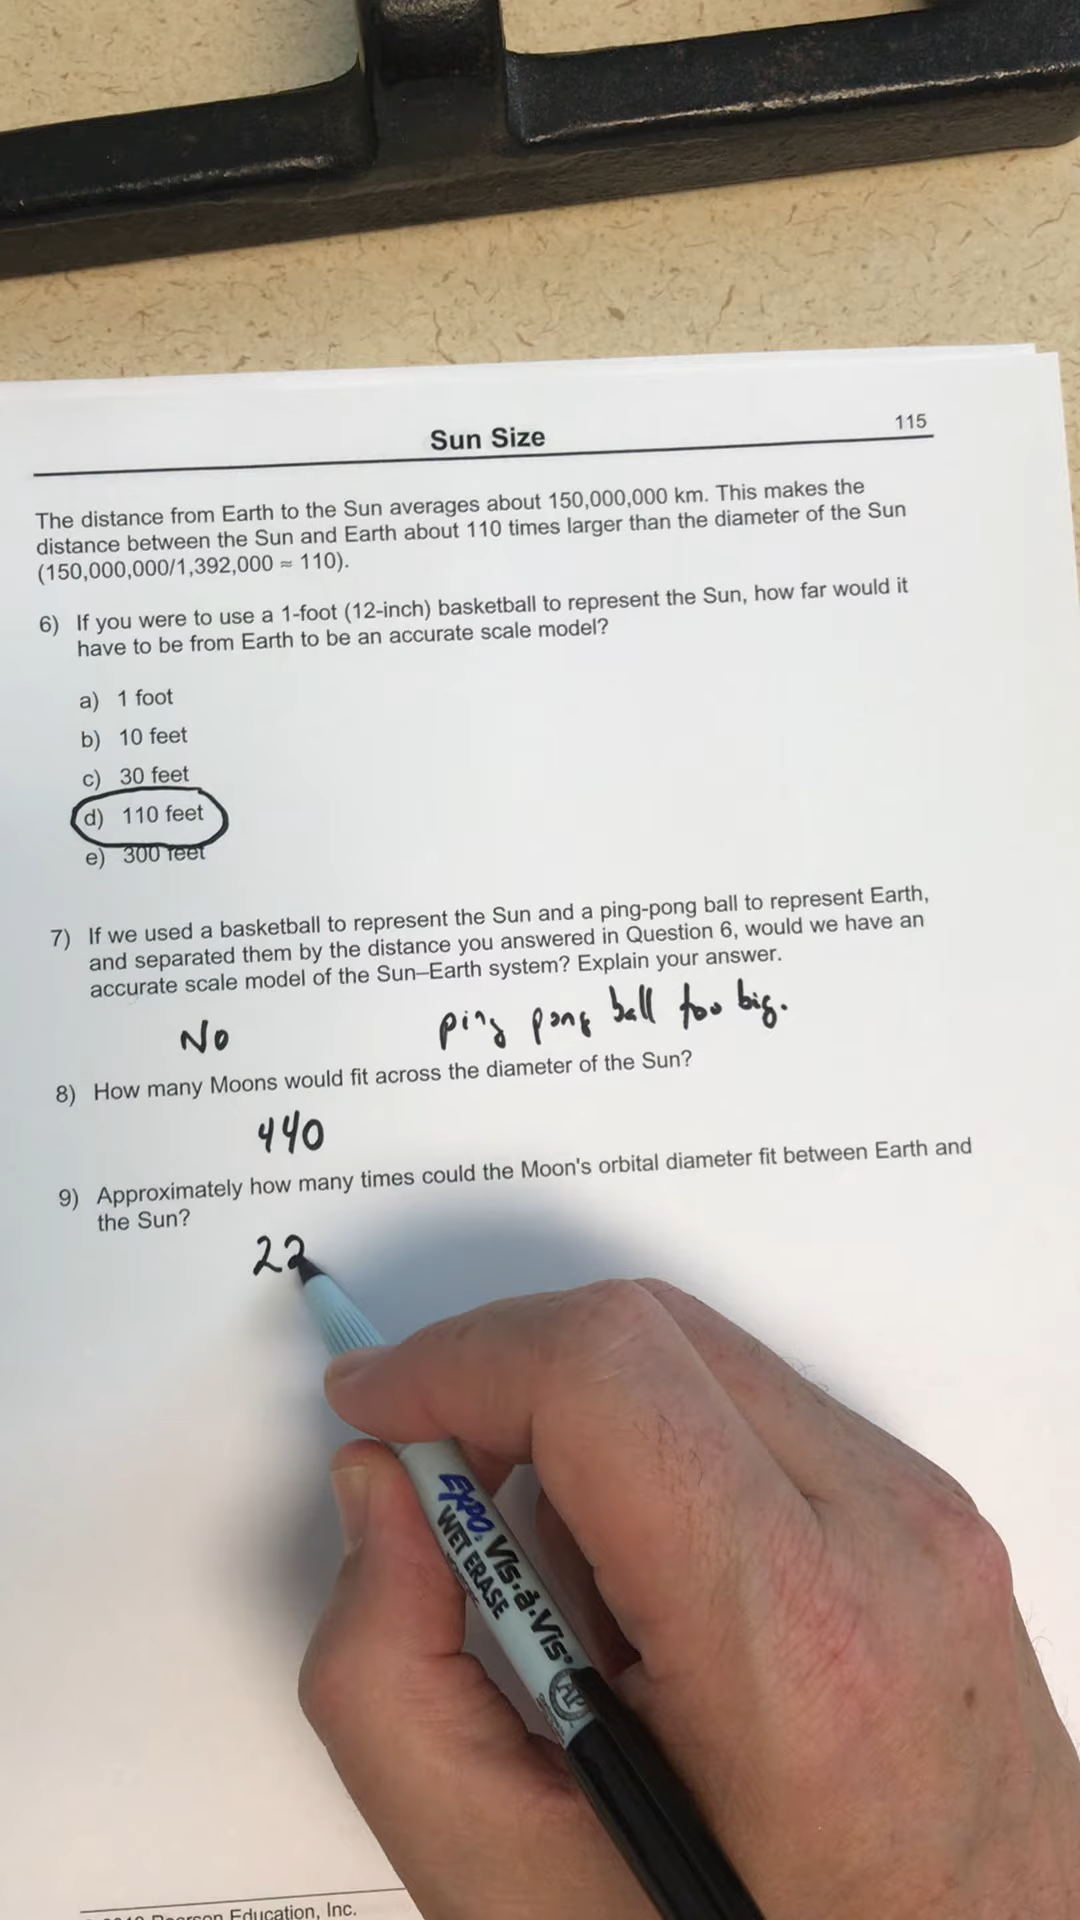 Sun Size
115
The distance from Earth to the Sun averages about 150,000,000 km. This makes the
distance between the Sun and Earth about 110 times larger than the diameter of the Sun
(150,000,000/1,392,000 ≈ 110).
6) If you were to use a 1-foot (12-inch) basketball to represent the Sun, how far would it
have to be from Earth to be an accurate scale model?
a) 1 foot
b) 10 feet
c) 30 feet
d) 110 feet
e) 300 feet
7) If we used a basketball to represent the Sun and a ping-pong ball to represent Earth,
and separated them by the distance you answered in Question 6, would we have an
accurate scale model of the Sun–Earth system? Explain your answer.
No ping pong ball too big.
8) How many Moons would fit across the diameter of the Sun?
440
9) Approximately how many times could the Moon's orbital diameter fit between Earth and
the Sun?
22
EXPO. Vis.à.Vis®
WET ERASE
AP
Pearson Education, Inc.